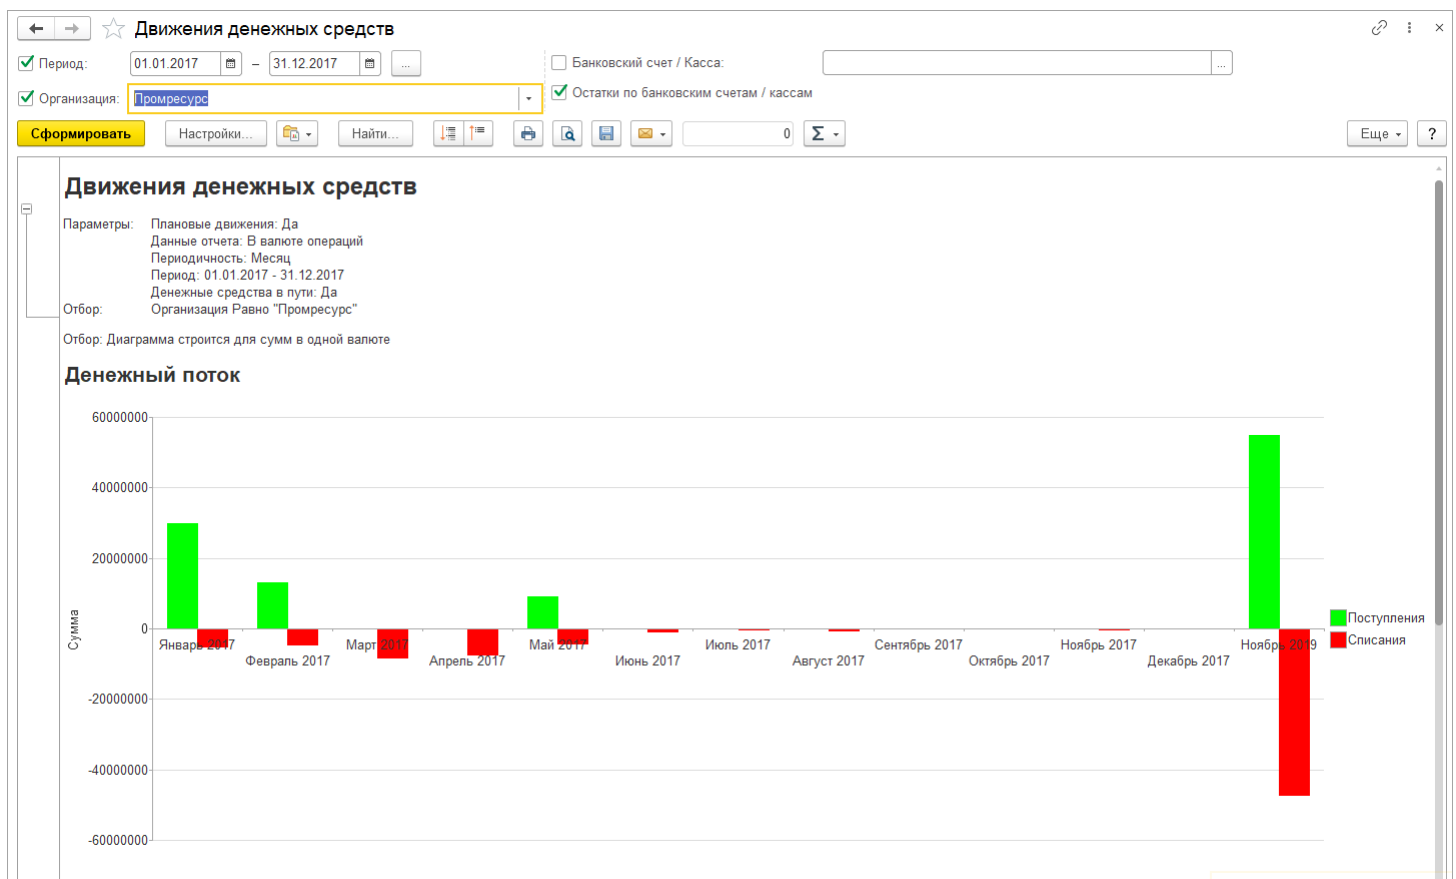 Движения денежных средств
Период: 01.01.2017 – 31.12.2017 ... Банковский счет / Касса: ...
Организация: Промресурс Остатки по банковским счетам / кассам
Сформировать Настройки... Найти... 0 Σ Еще ?
Движения денежных средств
Параметры: Плановые движения: Да
Данные отчета: В валюте операций
Периодичность: Месяц
Период: 01.01.2017 - 31.12.2017
Денежные средства в пути: Да
Отбор: Организация Равно "Промресурс"
Отбор: Диаграмма строится для сумм в одной валюте
Денежный поток
60000000
40000000
20000000
0
-20000000
-40000000
-60000000
Сумма
Январь 2017
Февраль 2017
Март 2017
Апрель 2017
Май 2017
Июнь 2017
Июль 2017
Август 2017
Сентябрь 2017
Октябрь 2017
Ноябрь 2017
Декабрь 2017
Ноябрь 2019
Поступления
Списания